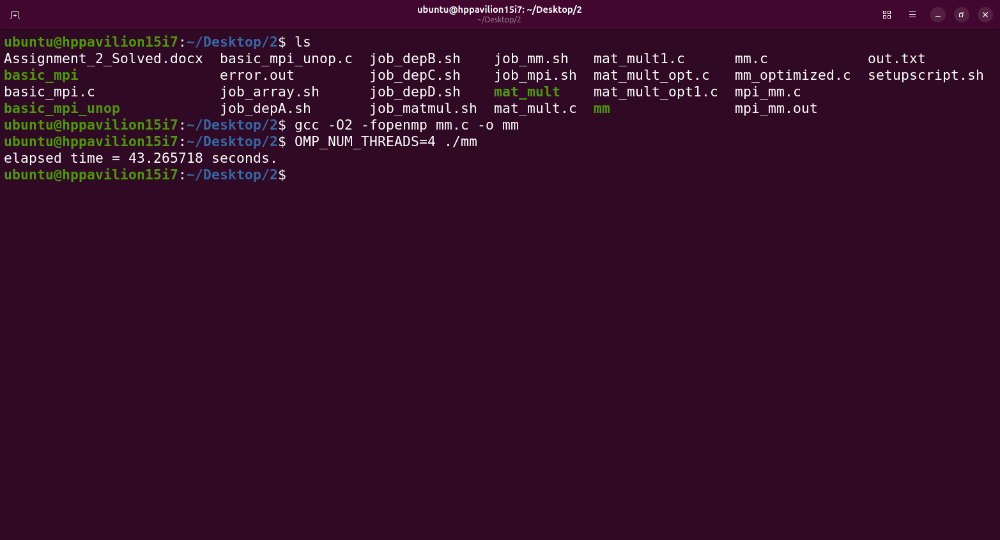 ubuntu@hppavilion15i7: ~/Desktop/2
~/Desktop/2
ubuntu@hppavilion15i7:~/Desktop/2$ ls
Assignment_2_Solved.docx  basic_mpi_unop.c  job_depB.sh    job_mm.sh   mat_mult1.c      mm.c            out.txt
basic_mpi                 error.out         job_depC.sh    job_mpi.sh  mat_mult_opt.c   mm_optimized.c  setupscript.sh
basic_mpi.c               job_array.sh      job_depD.sh    mat_mult    mat_mult_opt1.c  mpi_mm.c
basic_mpi_unop            job_depA.sh       job_matmul.sh  mat_mult.c  mm               mpi_mm.out
ubuntu@hppavilion15i7:~/Desktop/2$ gcc -O2 -fopenmp mm.c -o mm
ubuntu@hppavilion15i7:~/Desktop/2$ OMP_NUM_THREADS=4 ./mm
elapsed time = 43.265718 seconds.
ubuntu@hppavilion15i7:~/Desktop/2$